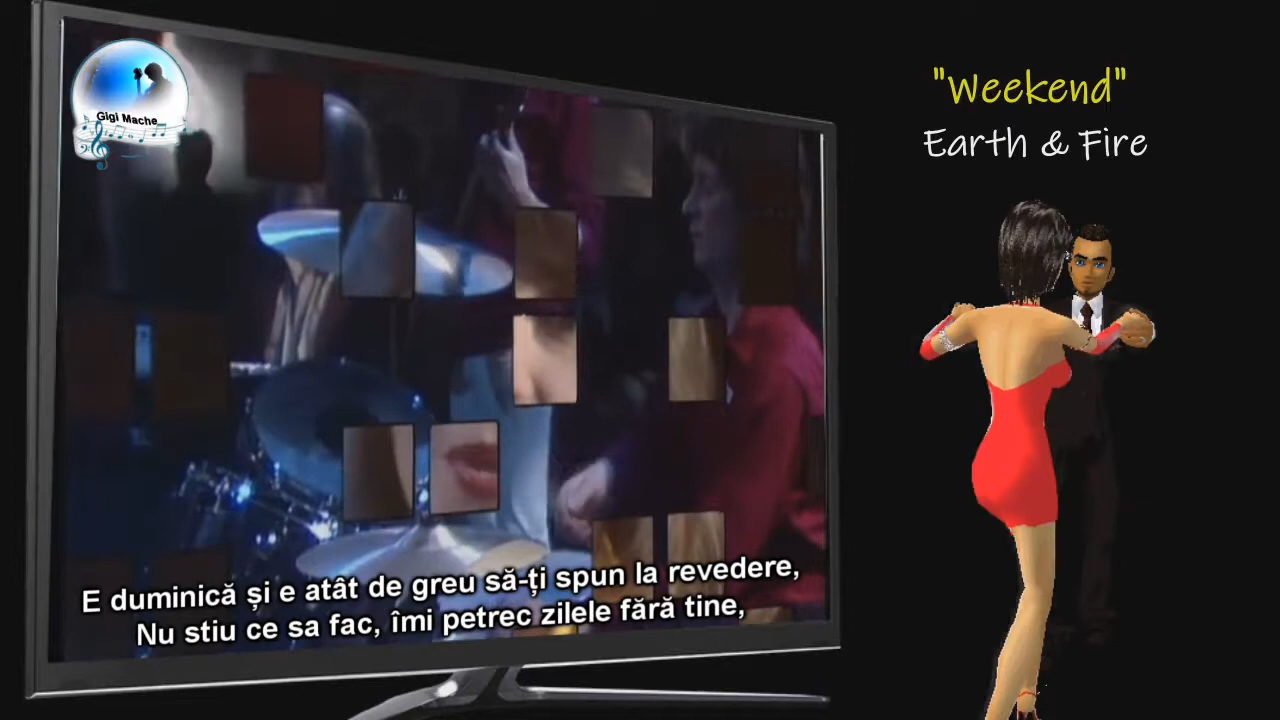 Gigi Mache
"Weekend"
Earth & Fire
E duminică și e atât de greu să-ți spun la revedere,
Nu stiu ce sa fac, îmi petrec zilele fără tine,